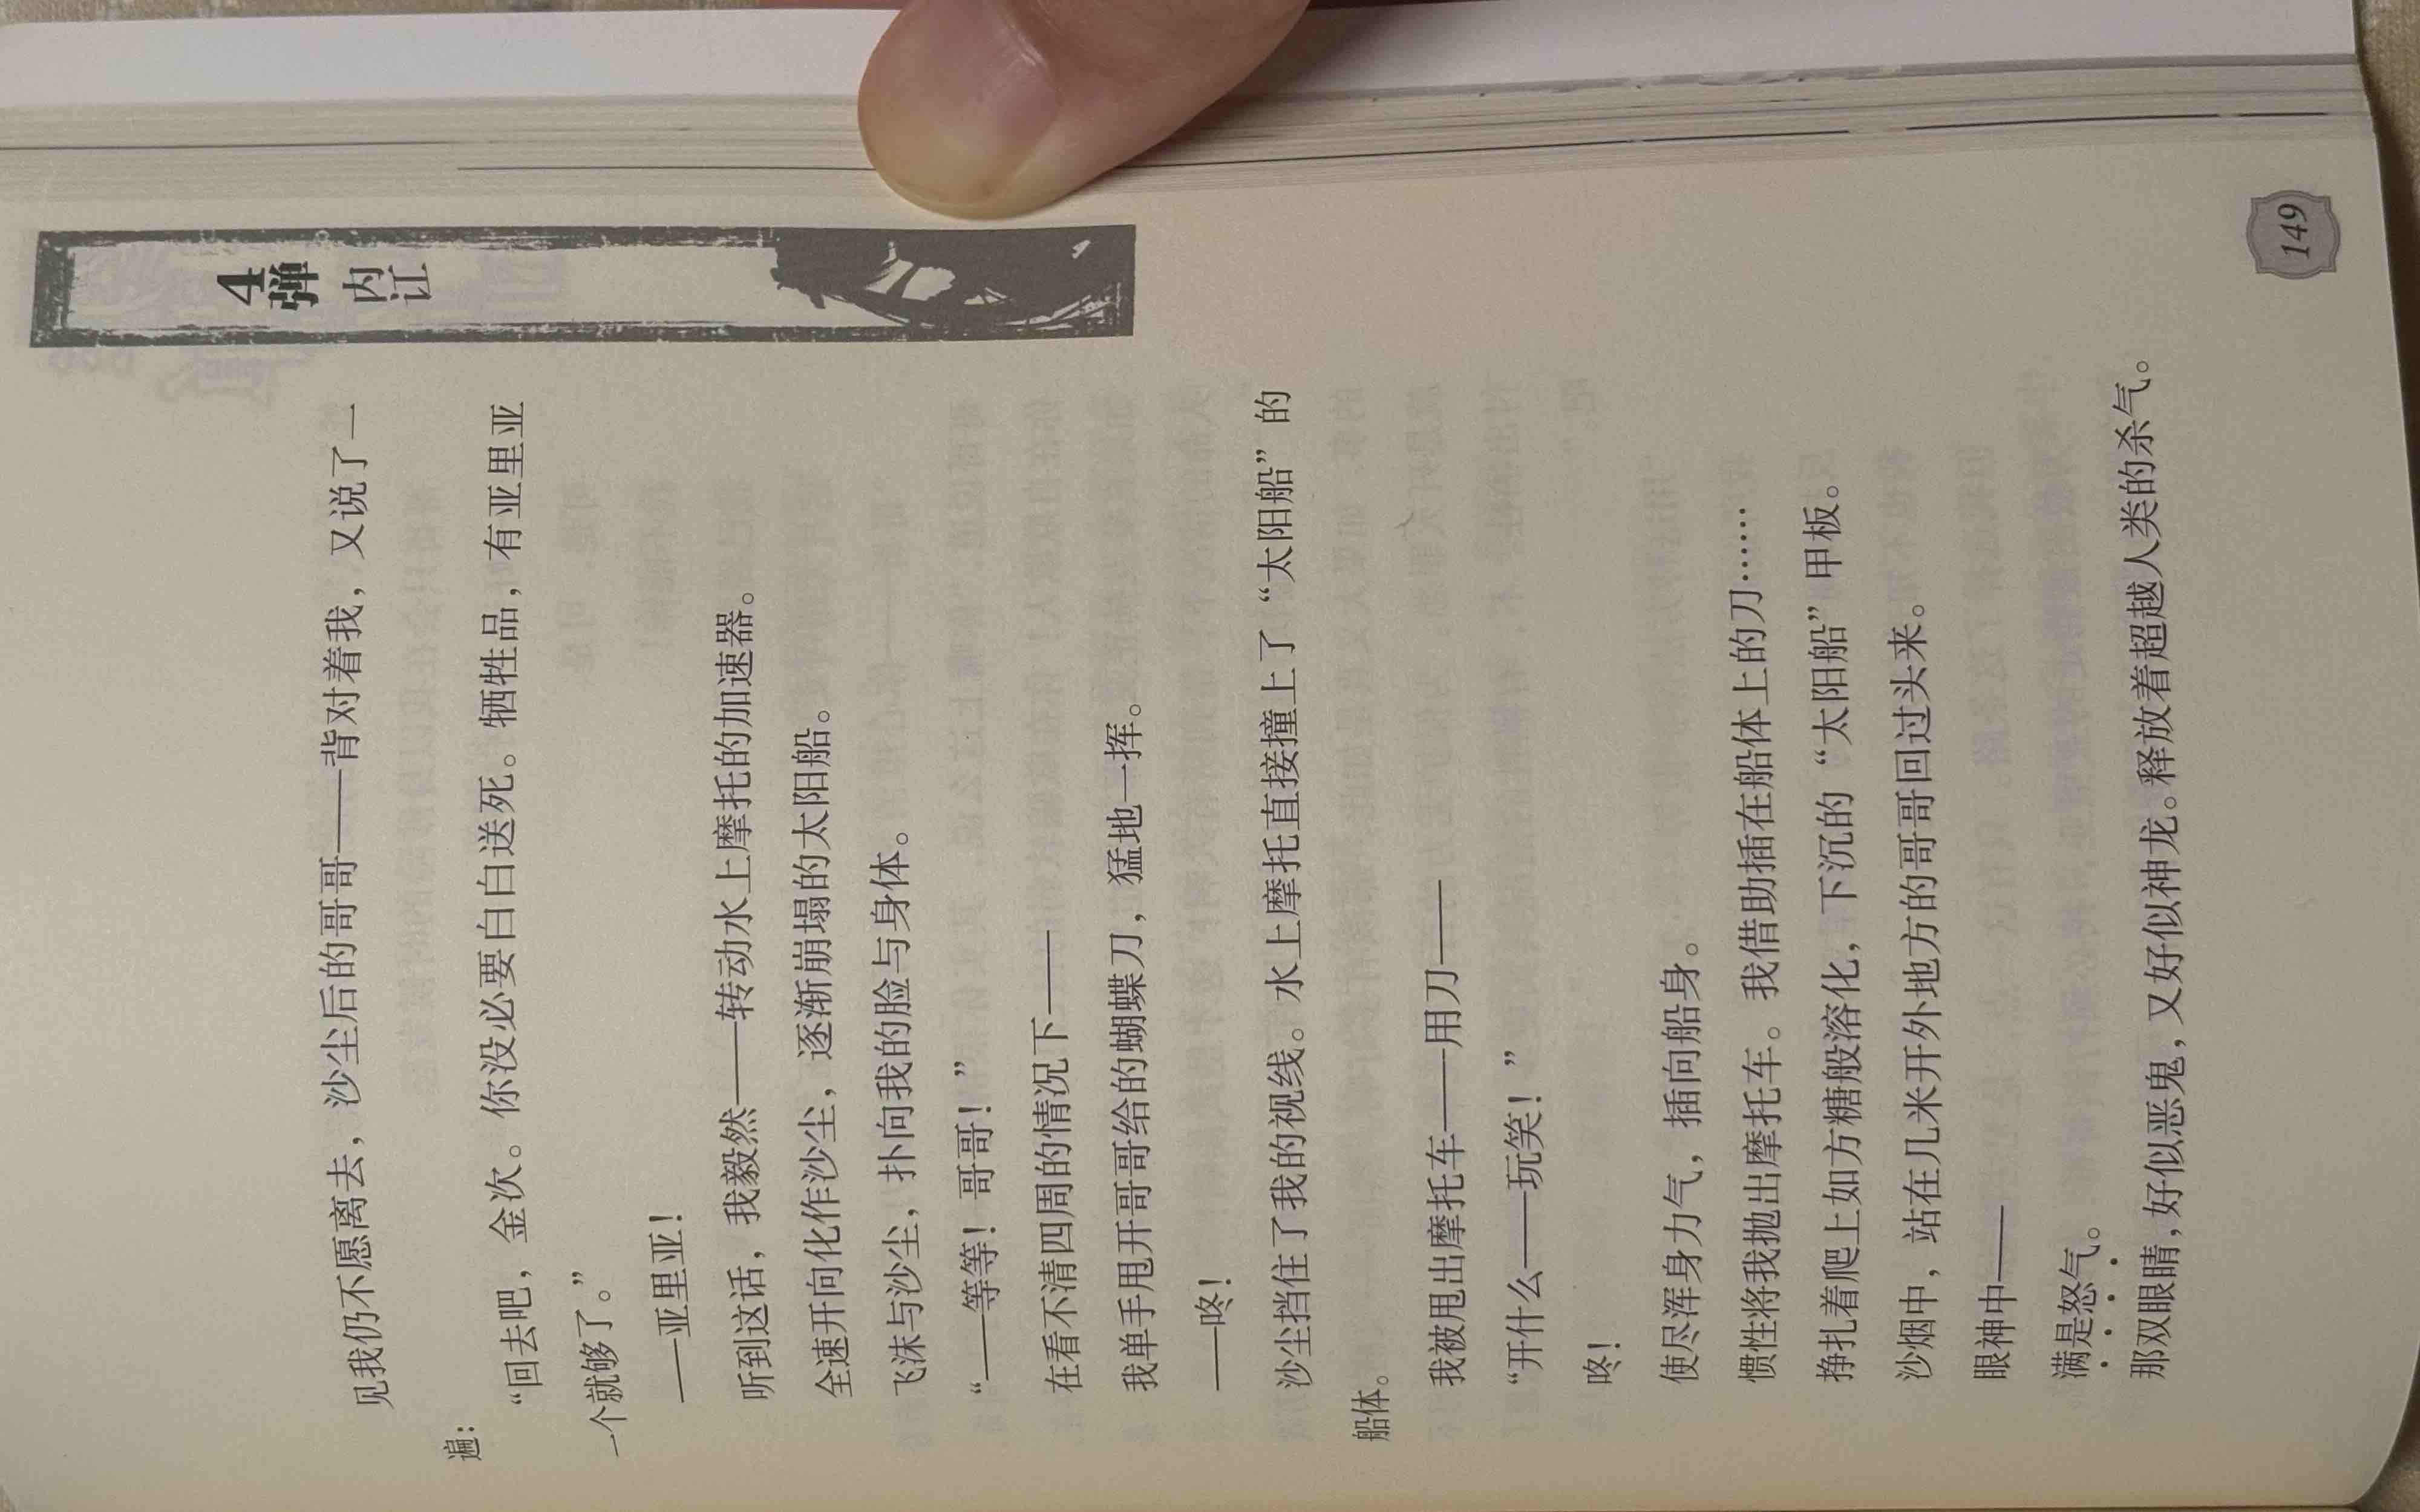 4弹 内讧
见我仍不愿离去，沙尘后的哥哥——背对着我，又说了一
遍：
“回去吧，金次。你没必要白白送死。牺牲品，有亚里亚
一个就够了。”
——亚里亚！
听到这话，我毅然——转动水上摩托的加速器。
全速开向化作沙尘，逐渐崩塌的太阳船。
飞沫与沙尘，扑向我的脸与身体。
“——等等！哥哥！”
在看不清四周的情况下——
我单手甩开哥哥给的蝴蝶刀，猛地一挥。
——咚！
沙尘挡住了我的视线。水上摩托直接撞上了“太阳船”的
船体。
我被甩出摩托车——用刀——
“开什么——玩笑！”
咚！
使尽浑身力气，插向船身。
惯性将我抛出摩托车。我借助插在船体上的刀……
挣扎着爬上如方糖般溶化，下沉的“太阳船”甲板。
沙烟中，站在几米开外地方的哥哥回过头来。
眼神中——
满是怒气。
那双眼睛，好似恶鬼，又好似神龙。释放着超越人类的杀气。
149